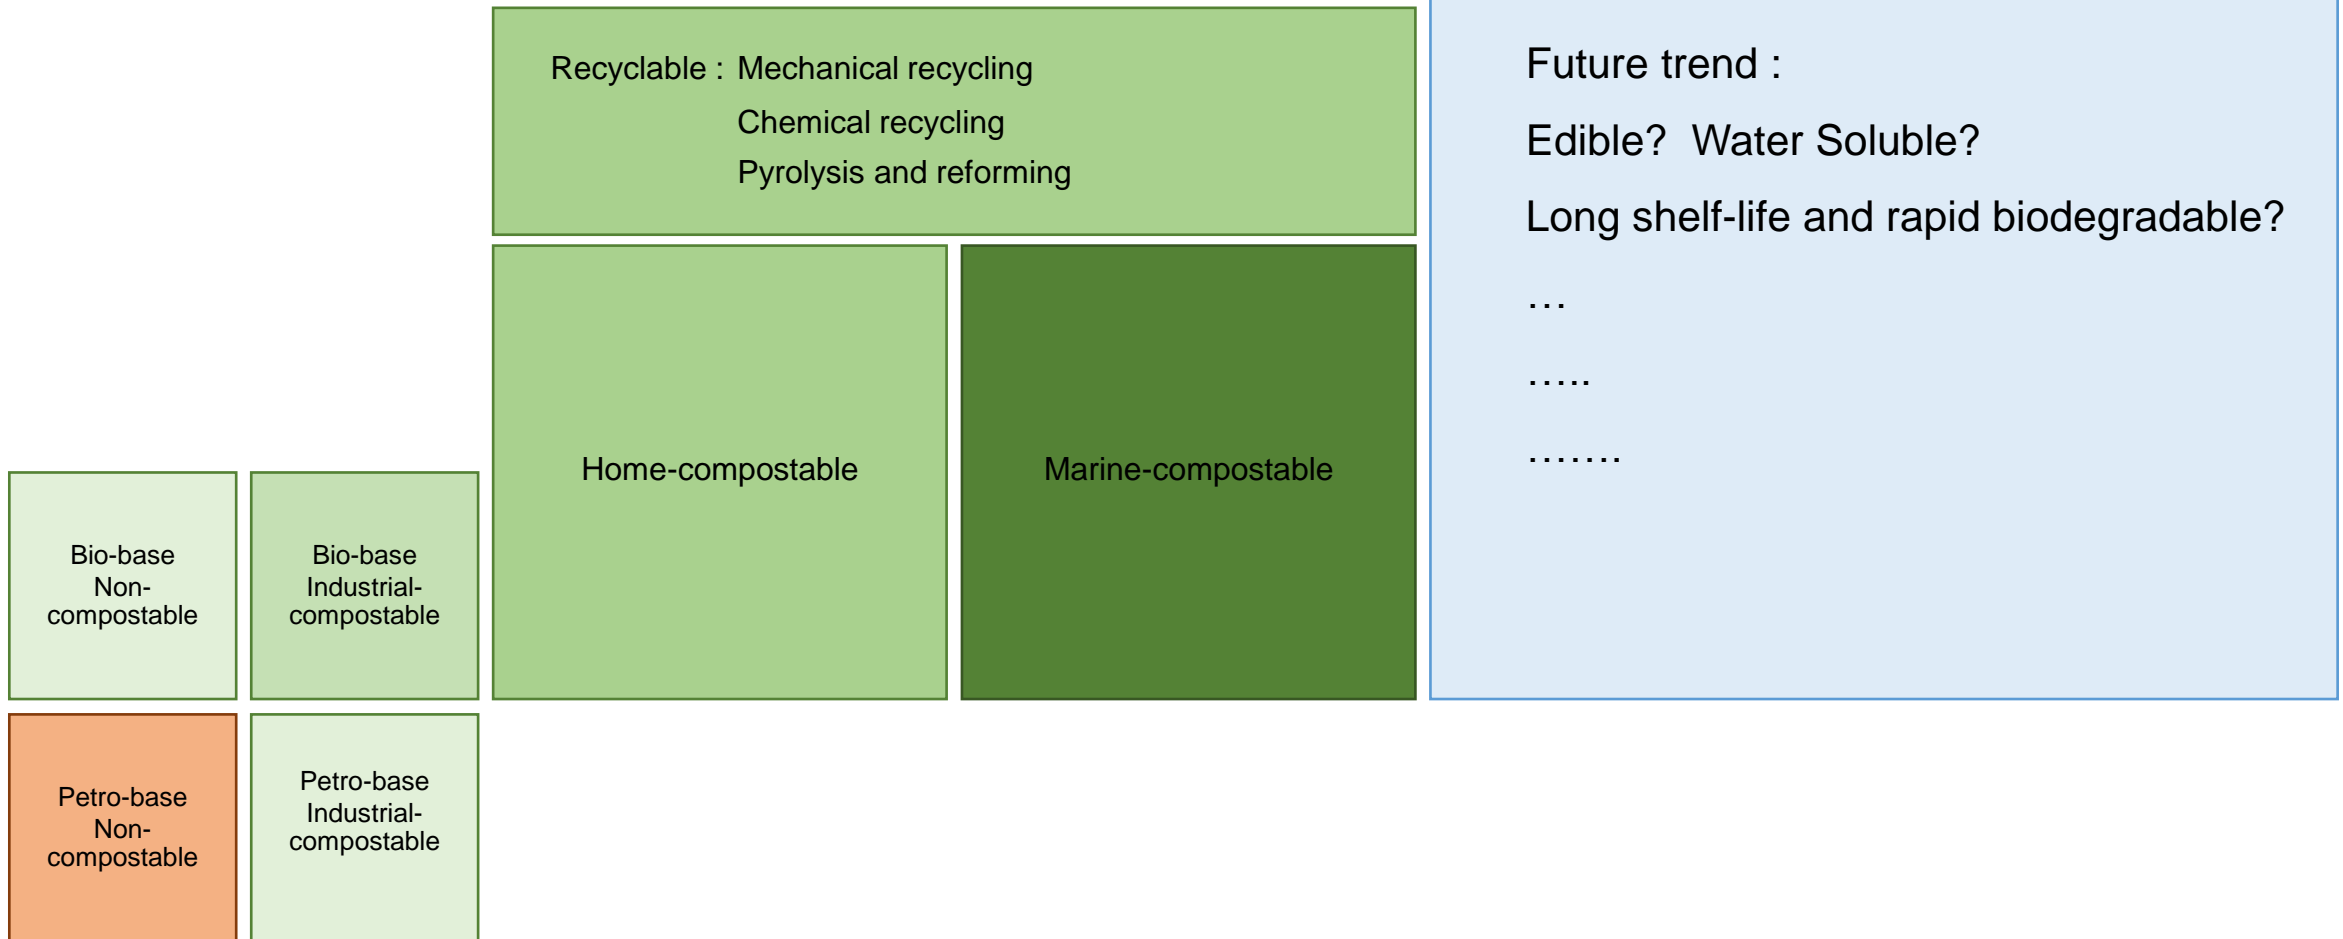 Recyclable : Mechanical recycling
Chemical recycling
Pyrolysis and reforming
Future trend :
Edible? Water Soluble?
Long shelf-life and rapid biodegradable?
…
…..
…….
Home-compostable
Marine-compostable
Bio-base
Non-
compostable
Bio-base
Industrial-
compostable
Petro-base
Non-
compostable
Petro-base
Industrial-
compostable